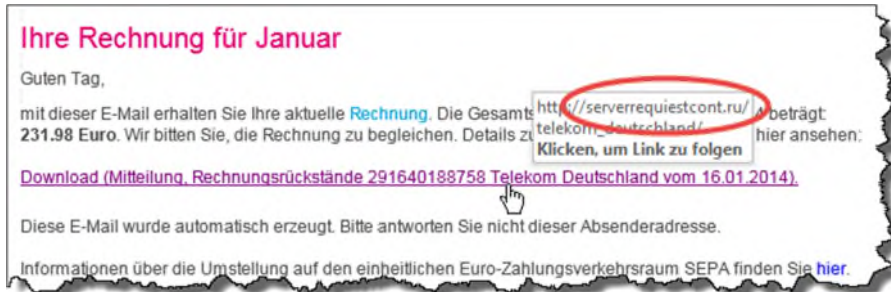 Ihre Rechnung für Januar
Guten Tag,
mit dieser E-Mail erhalten Sie Ihre aktuelle Rechnung. Die Gesamts beträgt:
231.98 Euro. Wir bitten Sie, die Rechnung zu begleichen. Details zu hier ansehen:
http://serverrequiestcont.ru/
telekom_deutschland/
Klicken, um Link zu folgen
Download (Mitteilung, Rechnungsrückstände 291640188758 Telekom Deutschland vom 16.01.2014).
Diese E-Mail wurde automatisch erzeugt. Bitte antworten Sie nicht dieser Absenderadresse.
Informationen über die Umstellung auf den einheitlichen Euro-Zahlungsverkehrsraum SEPA finden Sie hier.